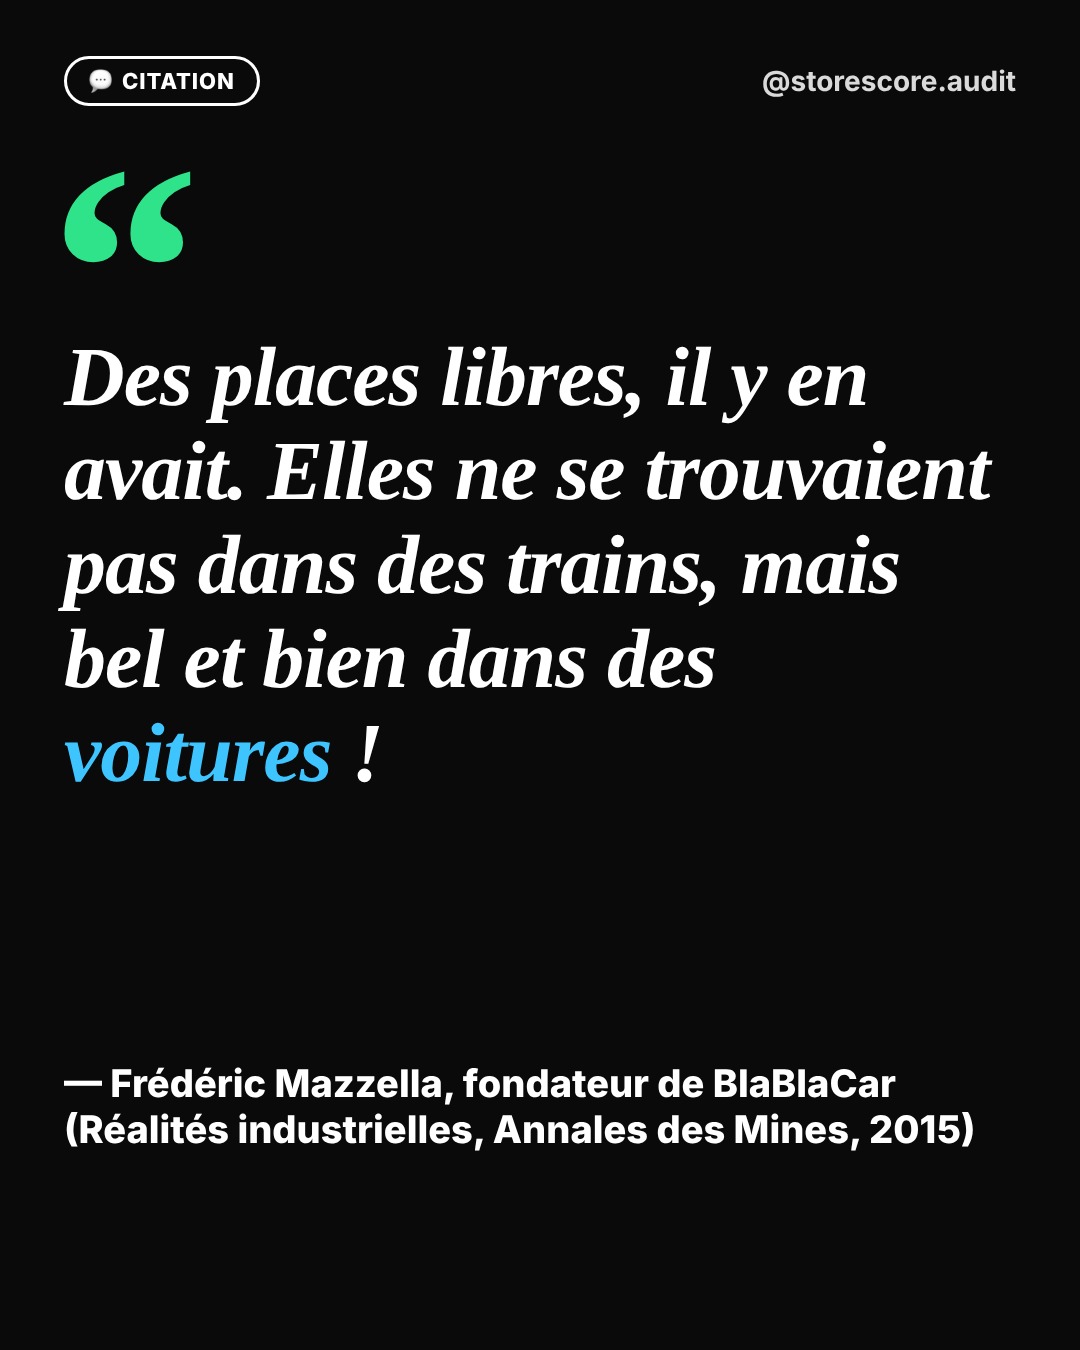 💬 CITATION
@storescore.audit
“
Des places libres, il y en
avait. Elles ne se trouvaient
pas dans des trains, mais
bel et bien dans des
voitures !
— Frédéric Mazzella, fondateur de BlaBlaCar
(Réalités industrielles, Annales des Mines, 2015)